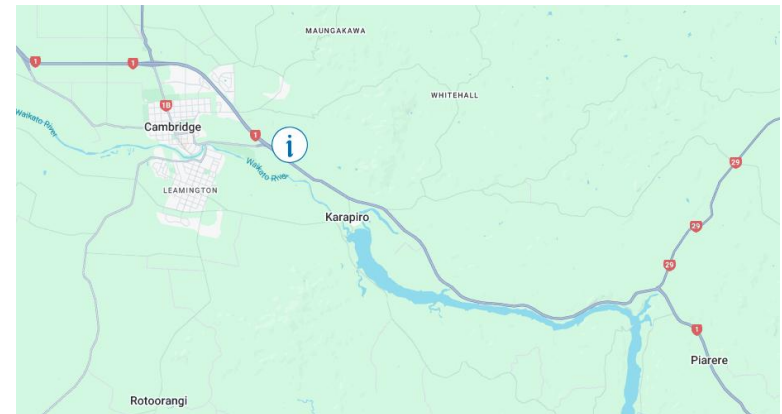 MAUNGAKAWA
1
1
WHITEHALL
1B
Waikato River
Cambridge
1
i
29
Waikato River
LEAMINGTON
Karapiro
29
29
1
Piarere
Rotoorangi